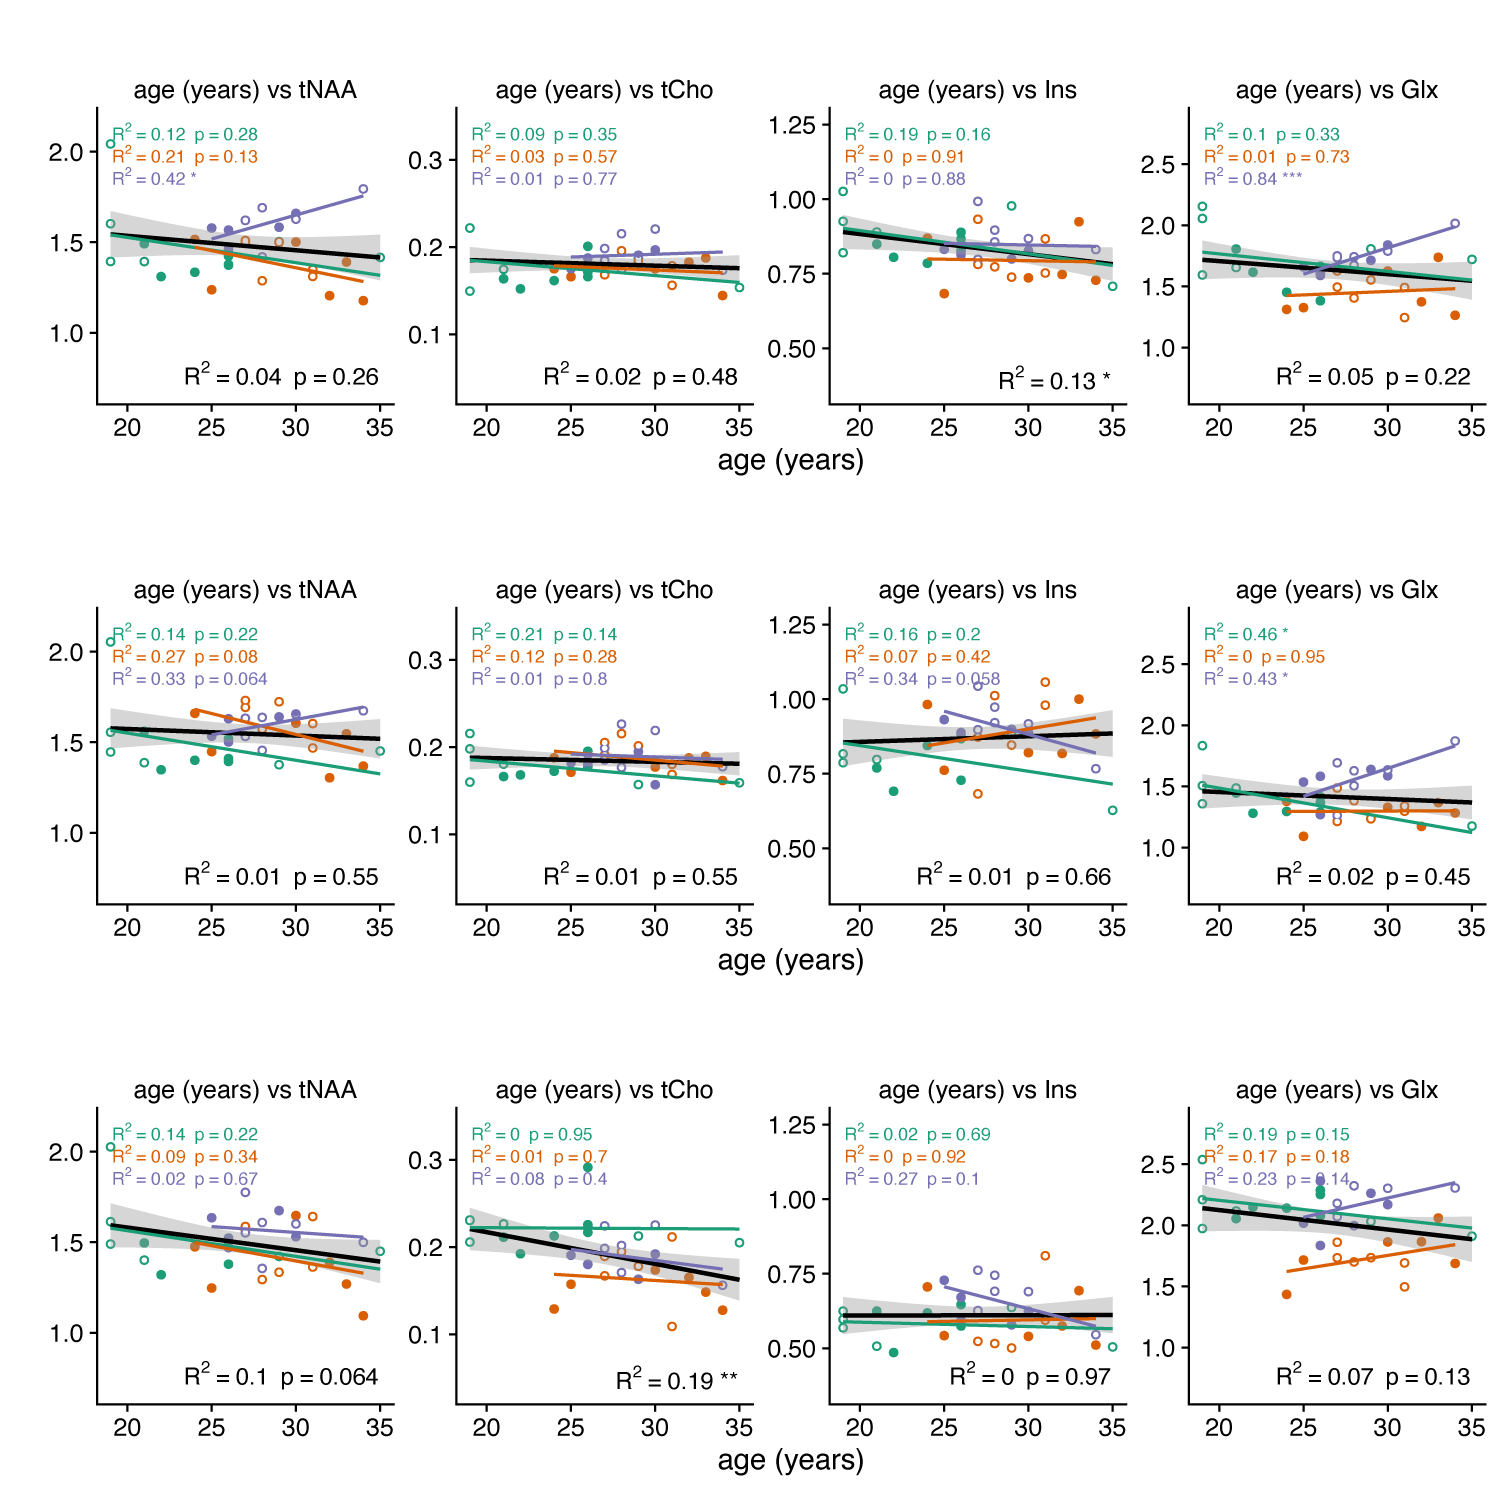 age (years) vs tNAA
R² = 0.12 p = 0.28
R² = 0.21 p = 0.13
R² = 0.42 *
2.0
1.5
1.0
R² = 0.04 p = 0.26
20 25 30 35
age (years) vs tCho
R² = 0.09 p = 0.35
R² = 0.03 p = 0.57
R² = 0.01 p = 0.77
0.3
0.2
0.1
R² = 0.02 p = 0.48
20 25 30 35
age (years) vs Ins
R² = 0.19 p = 0.16
R² = 0 p = 0.91
R² = 0 p = 0.88
1.25
1.00
0.75
0.50
R² = 0.13 *
20 25 30 35
age (years) vs Glx
R² = 0.1 p = 0.33
R² = 0.01 p = 0.73
R² = 0.84 ***
2.5
2.0
1.5
1.0
R² = 0.05 p = 0.22
20 25 30 35
age (years)
age (years) vs tNAA
R² = 0.14 p = 0.22
R² = 0.27 p = 0.08
R² = 0.33 p = 0.064
2.0
1.5
1.0
R² = 0.01 p = 0.55
20 25 30 35
age (years) vs tCho
R² = 0.21 p = 0.14
R² = 0.12 p = 0.28
R² = 0.01 p = 0.8
0.3
0.2
0.1
R² = 0.01 p = 0.55
20 25 30 35
age (years) vs Ins
R² = 0.16 p = 0.2
R² = 0.07 p = 0.42
R² = 0.34 p = 0.058
1.25
1.00
0.75
0.50
R² = 0.01 p = 0.66
20 25 30 35
age (years) vs Glx
R² = 0.46 *
R² = 0 p = 0.95
R² = 0.43 *
2.5
2.0
1.5
1.0
R² = 0.02 p = 0.45
20 25 30 35
age (years)
age (years) vs tNAA
R² = 0.14 p = 0.22
R² = 0.09 p = 0.34
R² = 0.02 p = 0.67
2.0
1.5
1.0
R² = 0.1 p = 0.064
20 25 30 35
age (years) vs tCho
R² = 0 p = 0.95
R² = 0.01 p = 0.7
R² = 0.08 p = 0.4
0.3
0.2
0.1
R² = 0.19 **
20 25 30 35
age (years) vs Ins
R² = 0.02 p = 0.69
R² = 0 p = 0.92
R² = 0.27 p = 0.1
1.25
1.00
0.75
0.50
R² = 0 p = 0.97
20 25 30 35
age (years) vs Glx
R² = 0.19 p = 0.15
R² = 0.17 p = 0.18
R² = 0.23 p = 0.14
2.5
2.0
1.5
1.0
R² = 0.07 p = 0.13
20 25 30 35
age (years)